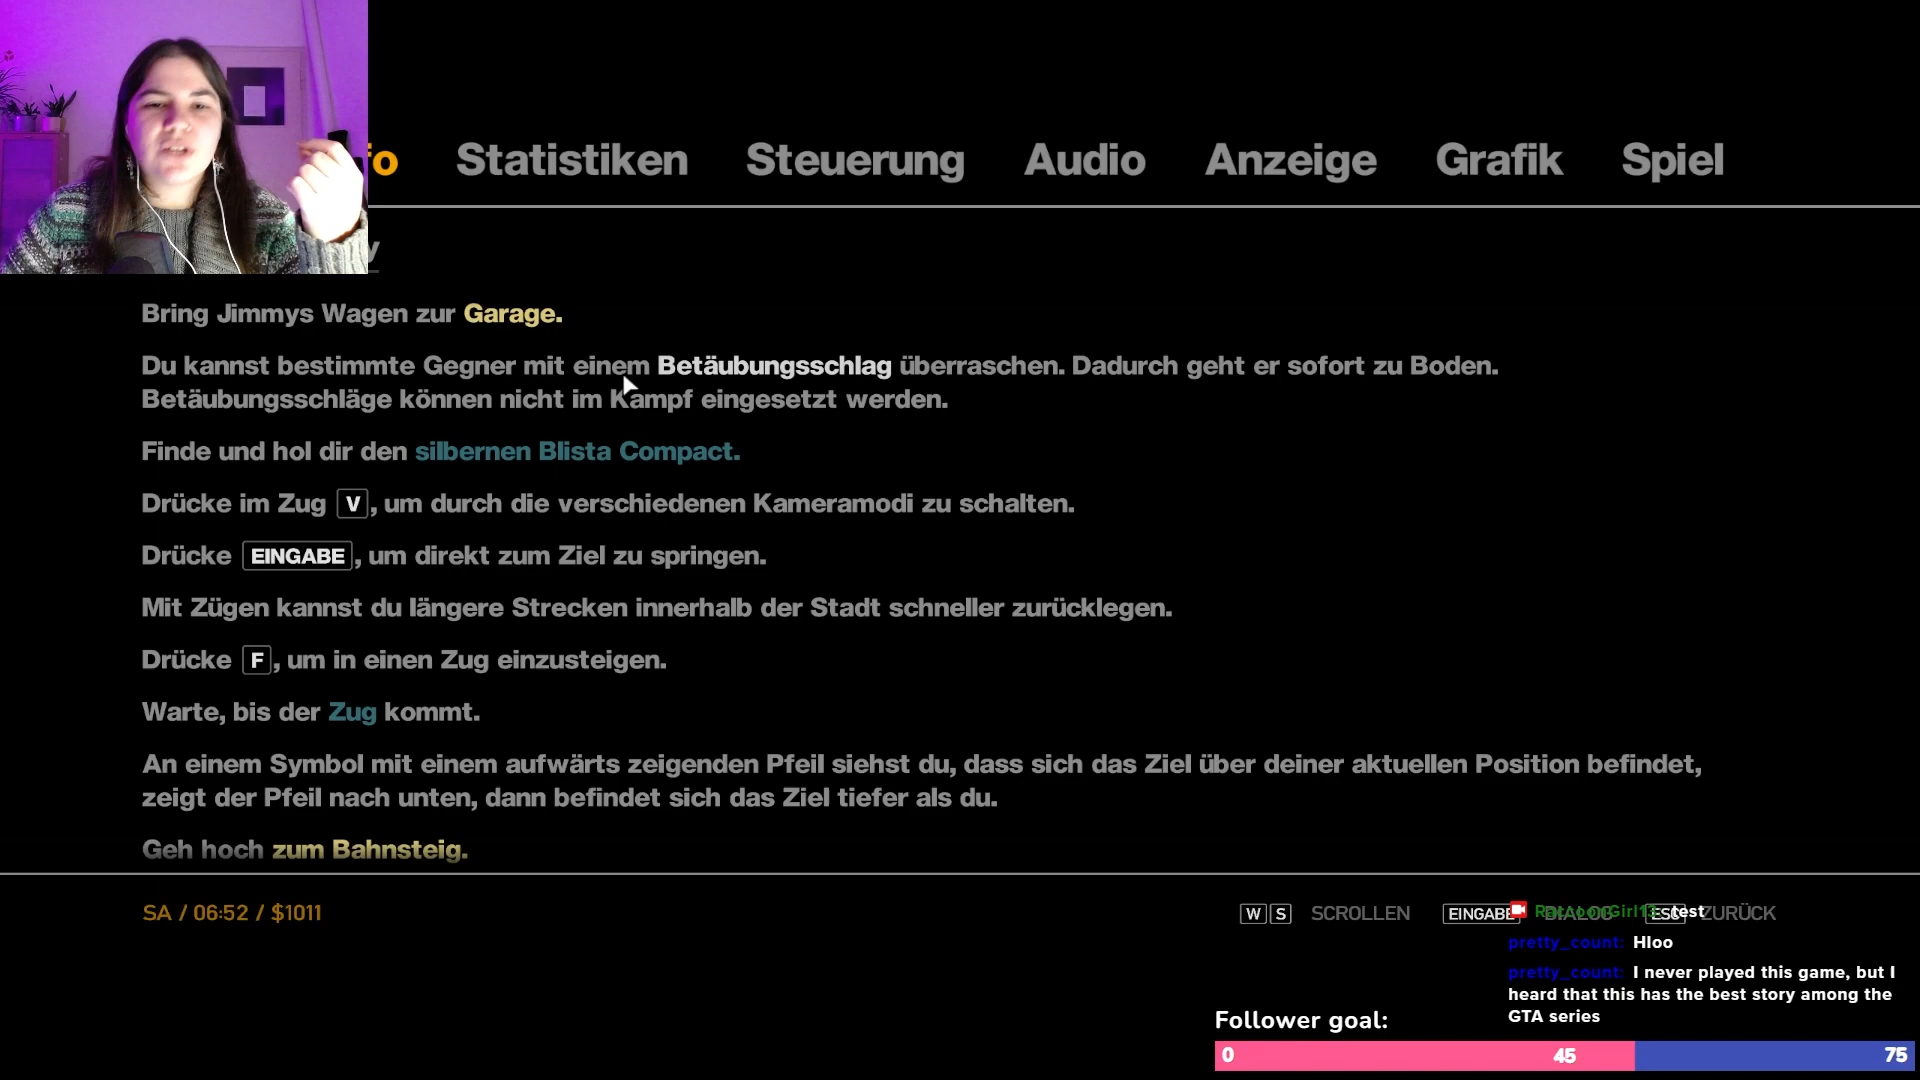 fo Statistiken Steuerung Audio Anzeige Grafik Spiel
y
Bring Jimmys Wagen zur Garage.
Du kannst bestimmte Gegner mit einem Betäubungsschlag überraschen. Dadurch geht er sofort zu Boden.
Betäubungsschläge können nicht im Kampf eingesetzt werden.
Finde und hol dir den silbernen Blista Compact.
Drücke im Zug V, um durch die verschiedenen Kameramodi zu schalten.
Drücke EINGABE, um direkt zum Ziel zu springen.
Mit Zügen kannst du längere Strecken innerhalb der Stadt schneller zurücklegen.
Drücke F, um in einen Zug einzusteigen.
Warte, bis der Zug kommt.
An einem Symbol mit einem aufwärts zeigenden Pfeil siehst du, dass sich das Ziel über deiner aktuellen Position befindet,
zeigt der Pfeil nach unten, dann befindet sich das Ziel tiefer als du.
Geh hoch zum Bahnsteig.
SA / 06:52 / $1011
W S SCROLLEN EINGABE DIALOG ESC ZURÜCK
RaccoonGirl13: test
pretty_count: Hloo
pretty_count: I never played this game, but I
heard that this has the best story among the
GTA series
Follower goal:
0 45 75